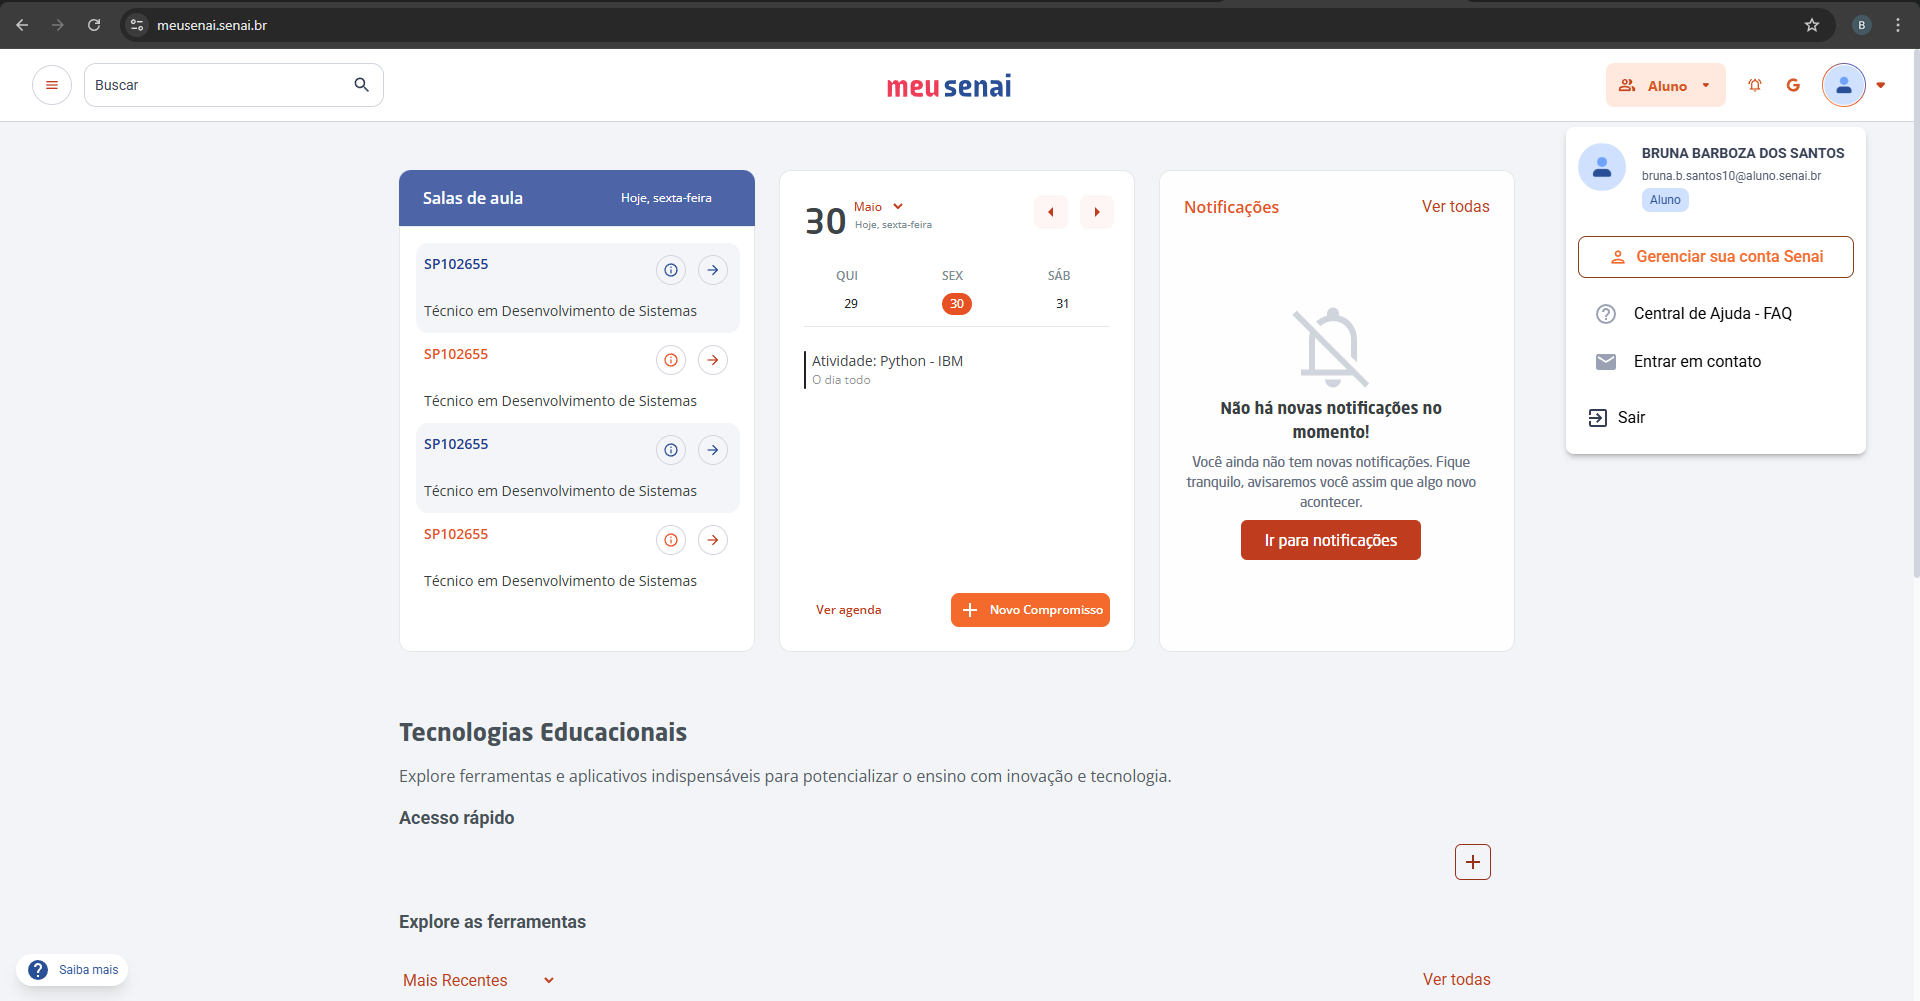 meusenai.senai.br
B
Buscar
meu senai
Aluno
G
BRUNA BARBOZA DOS SANTOS
bruna.b.santos10@aluno.senai.br
Aluno
Gerenciar sua conta Senai
Central de Ajuda - FAQ
Entrar em contato
Sair
Salas de aula
Hoje, sexta-feira
SP102655
Técnico em Desenvolvimento de Sistemas
SP102655
Técnico em Desenvolvimento de Sistemas
SP102655
Técnico em Desenvolvimento de Sistemas
SP102655
Técnico em Desenvolvimento de Sistemas
30
Maio
Hoje, sexta-feira
QUI SEX SÁB
29 30 31
Atividade: Python - IBM
O dia todo
Ver agenda
Novo Compromisso
Notificações
Ver todas
Não há novas notificações no
momento!
Você ainda não tem novas notificações. Fique
tranquilo, avisaremos você assim que algo novo
acontecer.
Ir para notificações
Tecnologias Educacionais
Explore ferramentas e aplicativos indispensáveis para potencializar o ensino com inovação e tecnologia.
Acesso rápido
Explore as ferramentas
Mais Recentes
Ver todas
Saiba mais